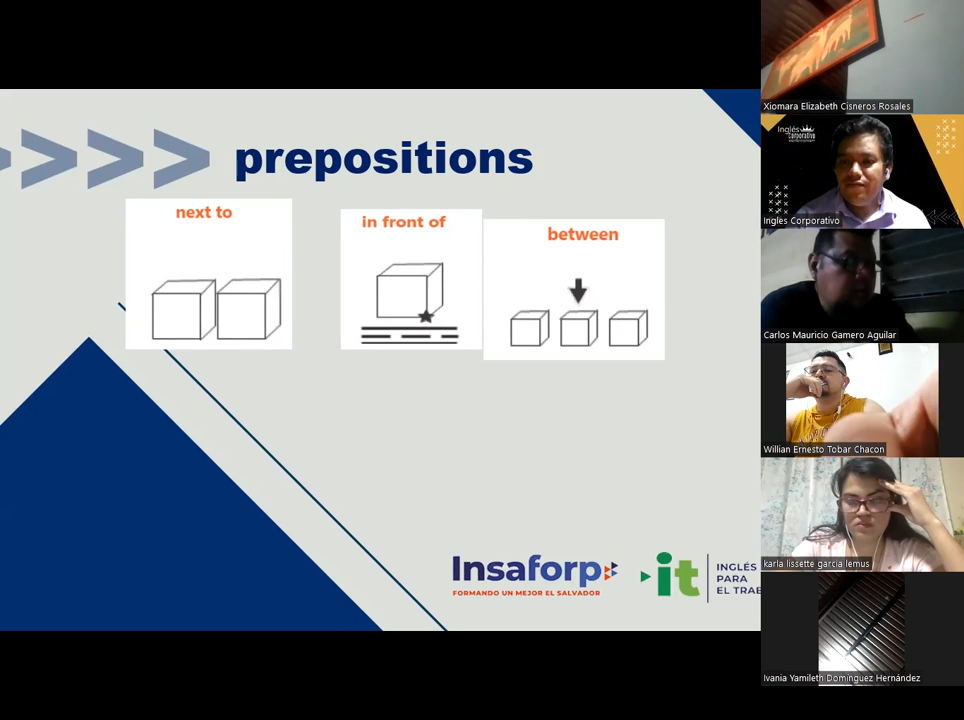 prepositions
next to
in front of
between
Insaforp
FORMANDO UN MEJOR EL SALVADOR
it
INGLÉS
PARA
EL TRA
Xiomara Elizabeth Cisneros Rosales
Inglés
Corporativo
Ingles Corporativo
Carlos Mauricio Gamero Aguilar
Willian Ernesto Tobar Chacon
karla lissette garcia lemus
Ivania Yamileth Dominguez Hernández